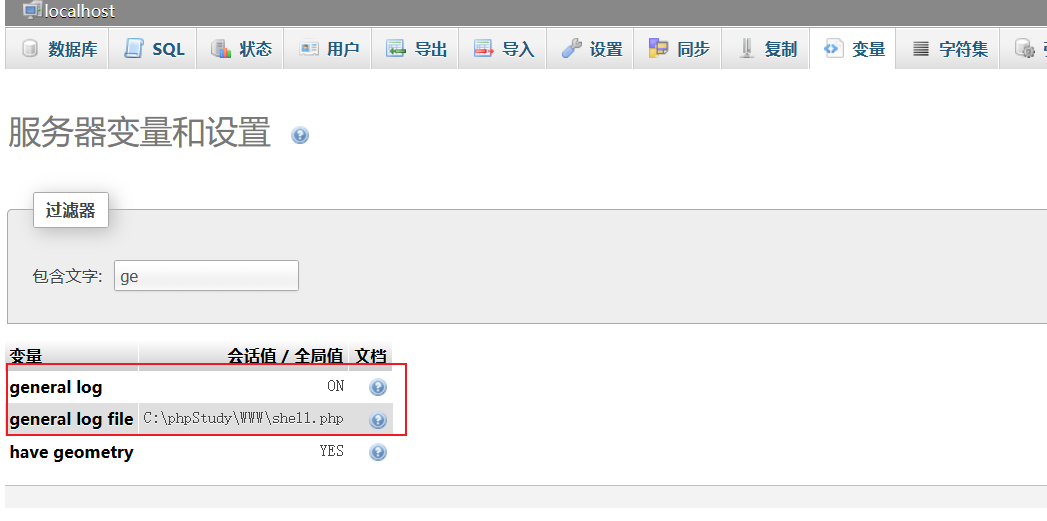 localhost
数据库 SQL 状态 用户 导出 导入 设置 同步 复制 变量 字符集
服务器变量和设置
过滤器
包含文字: ge
变量 会话值 / 全局值 文档
general log ON
general log file C:\phpStudy\WWW\shell.php
have geometry YES